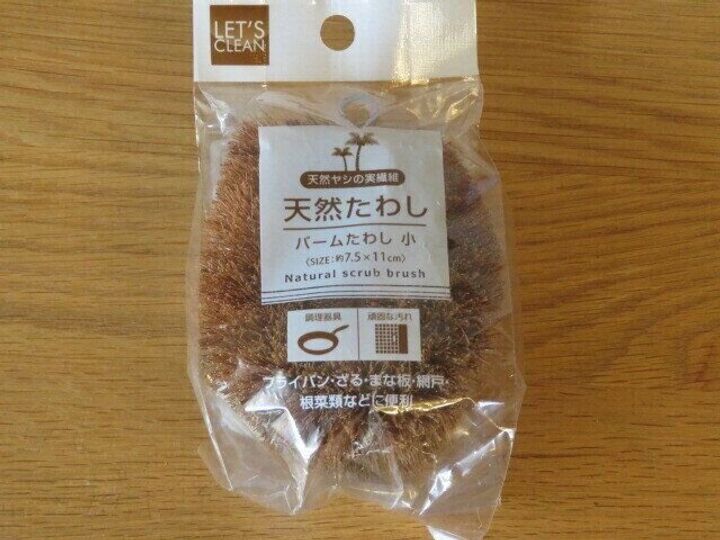 LET'S
CLEAN
天然ヤシの実繊維
天然たわし
パームたわし 小
〈SIZE:約7.5×11cm〉
Natural scrub brush
調理器具
頑固な汚れ
フライパン・ざる・まな板・網戸・
根菜類などに便利